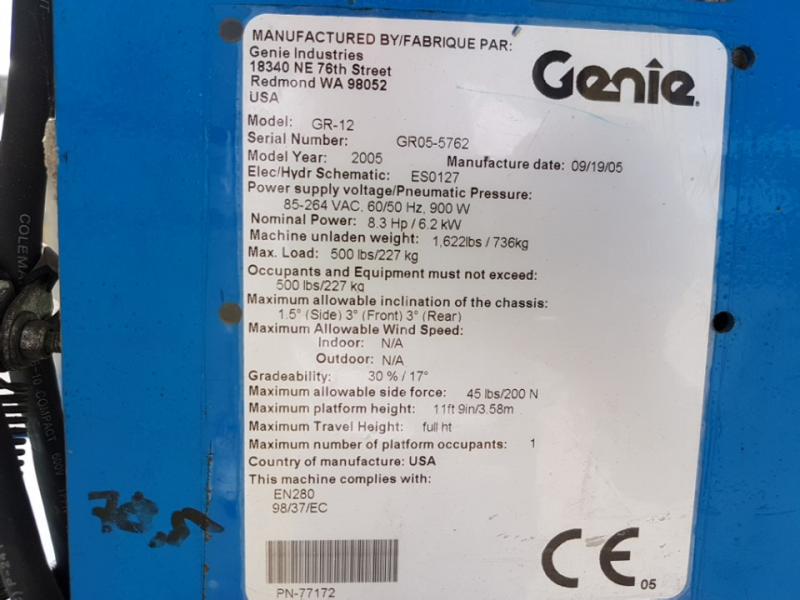 MANUFACTURED BY/FABRIQUE PAR:
Genie Industries
18340 NE 76th Street
Redmond WA 98052
USA
Genie
Model: GR-12
Serial Number: GR05-5762
Model Year: 2005 Manufacture date: 09/19/05
Elec/Hydr Schematic: ES0127
Power supply voltage/Pneumatic Pressure:
85-264 VAC, 60/50 Hz, 900 W
Nominal Power: 8.3 Hp / 6.2 kW
Machine unladen weight: 1,622lbs / 736kg
Max. Load: 500 lbs/227 kg
Occupants and Equipment must not exceed:
500 lbs/227 kg
Maximum allowable inclination of the chassis:
1.5° (Side) 3° (Front) 3° (Rear)
Maximum Allowable Wind Speed:
Indoor: N/A
Outdoor: N/A
Gradeability: 30 % / 17°
Maximum allowable side force: 45 lbs/200 N
Maximum platform height: 11ft 9in/3.58m
Maximum Travel Height: full ht
Maximum number of platform occupants: 1
Country of manufacture: USA
This machine complies with:
EN280
98/37/EC
PN-77172
CE 05
COLEMA
COMPACT 6001